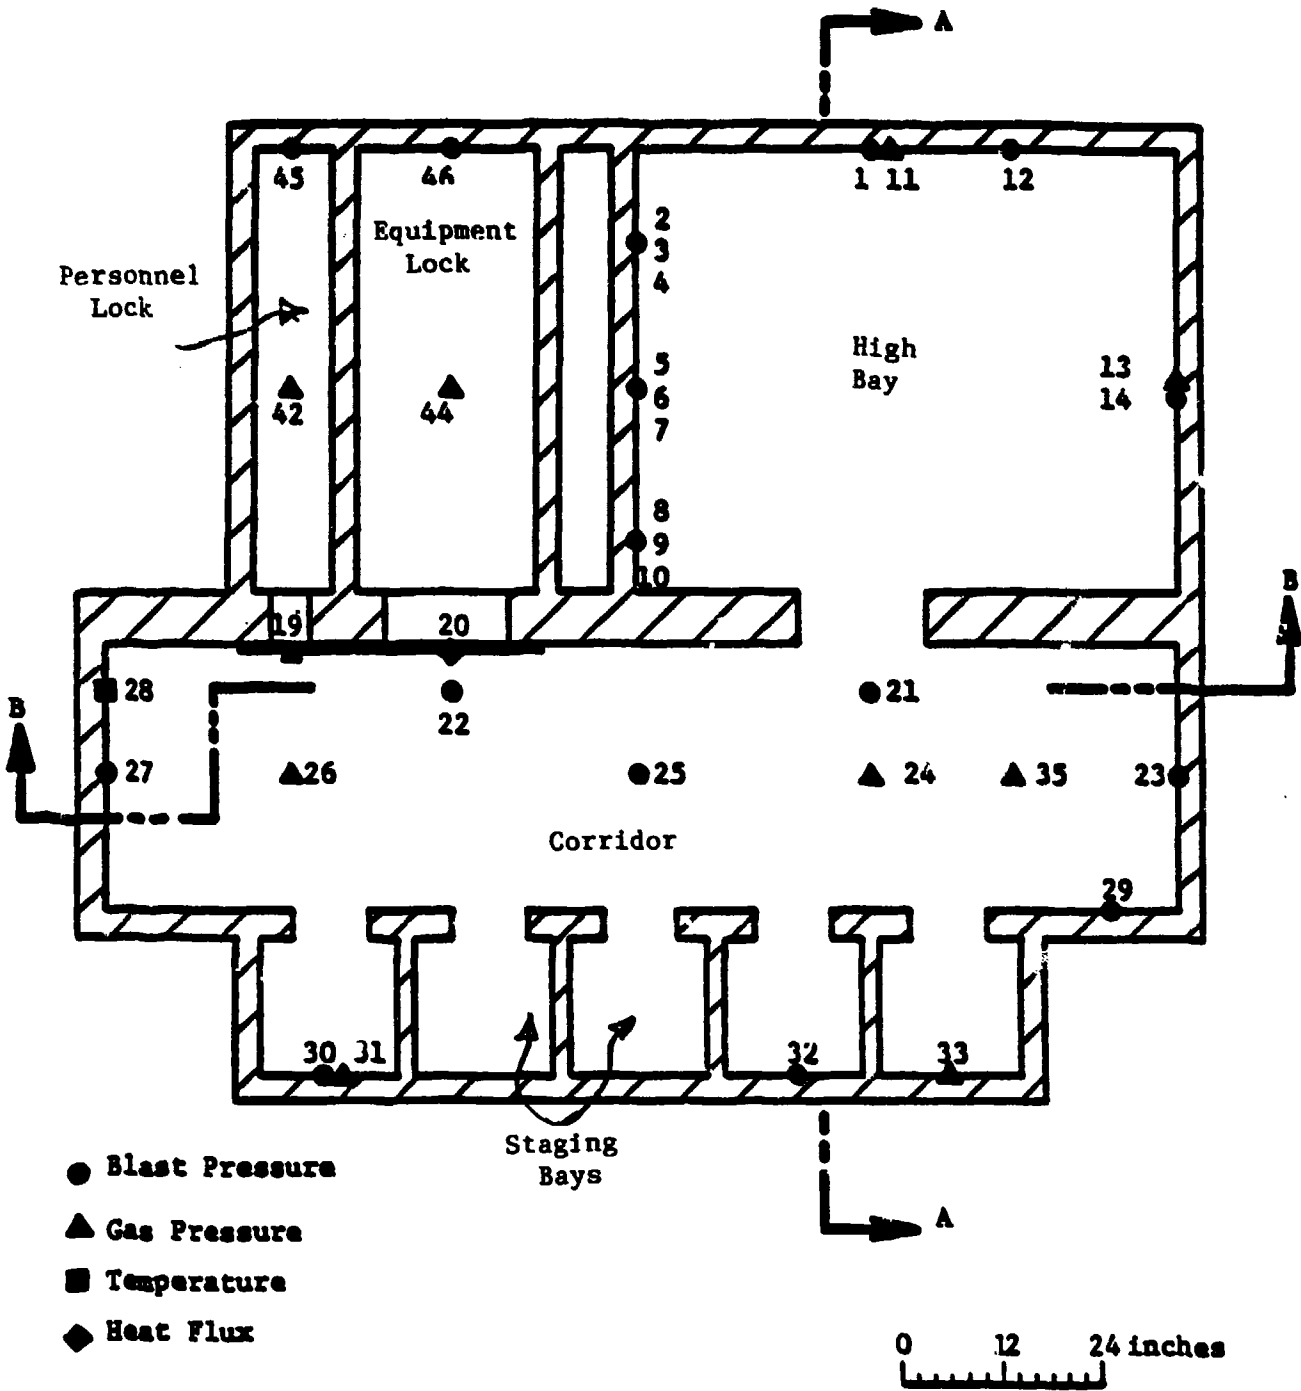 A
45
46
1 11
12
2
3
4
Equipment
Lock
Personnel
Lock
High
Bay
5
6
7
13
14
42
44
8
9
10
B
19
20
28
22
21
B
27
26
25
24
35
23
Corridor
29
30
31
32
33
Staging
Bays
Blast Pressure
Gas Pressure
Temperature
Heat Flux
A
0 12 24 inches